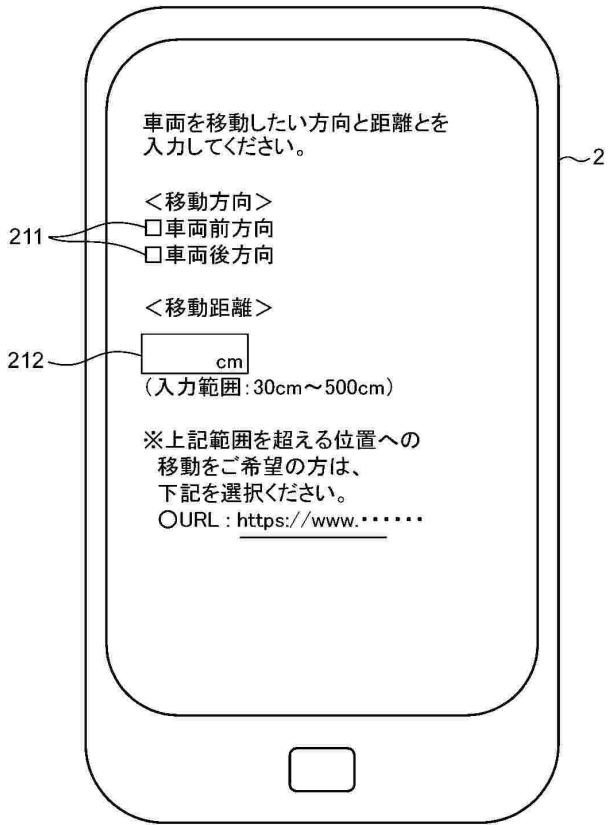 車両を移動したい方向と距離とを
入力してください。
2
<移動方向>
211
□車両前方向
□車両後方向
<移動距離>
212
cm
(入力範囲:30cm~500cm)
※上記範囲を超える位置への
移動をご希望の方は、
下記を選択ください。
○URL:https://www.‥‥‥